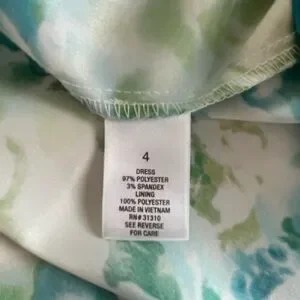 4
DRESS
97% POLYESTER
3% SPANDEX
LINING
100% POLYESTER
MADE IN VIETNAM
RN# 31310
SEE REVERSE
FOR CARE